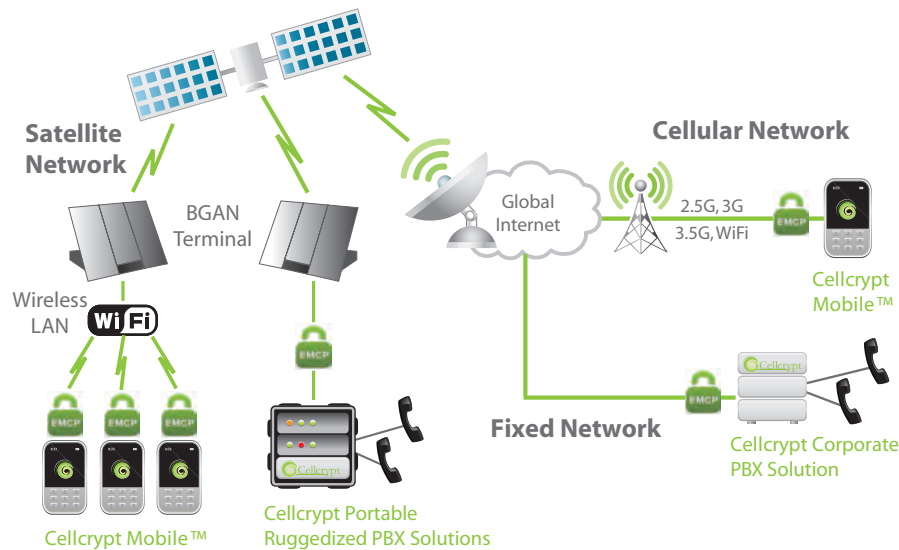 Satellite
Network
Cellular Network
BGAN
Terminal
Global
Internet
2.5G, 3G
3.5G, WiFi
EMCP
Cellcrypt
Mobile™
Wireless
LAN
Wi Fi
EMCP
EMCP
EMCP
EMCP
Cellcrypt
EMCP
Fixed Network
Cellcrypt Corporate
PBX Solution
Cellcrypt
Cellcrypt Mobile™
Cellcrypt Portable
Ruggedized PBX Solutions